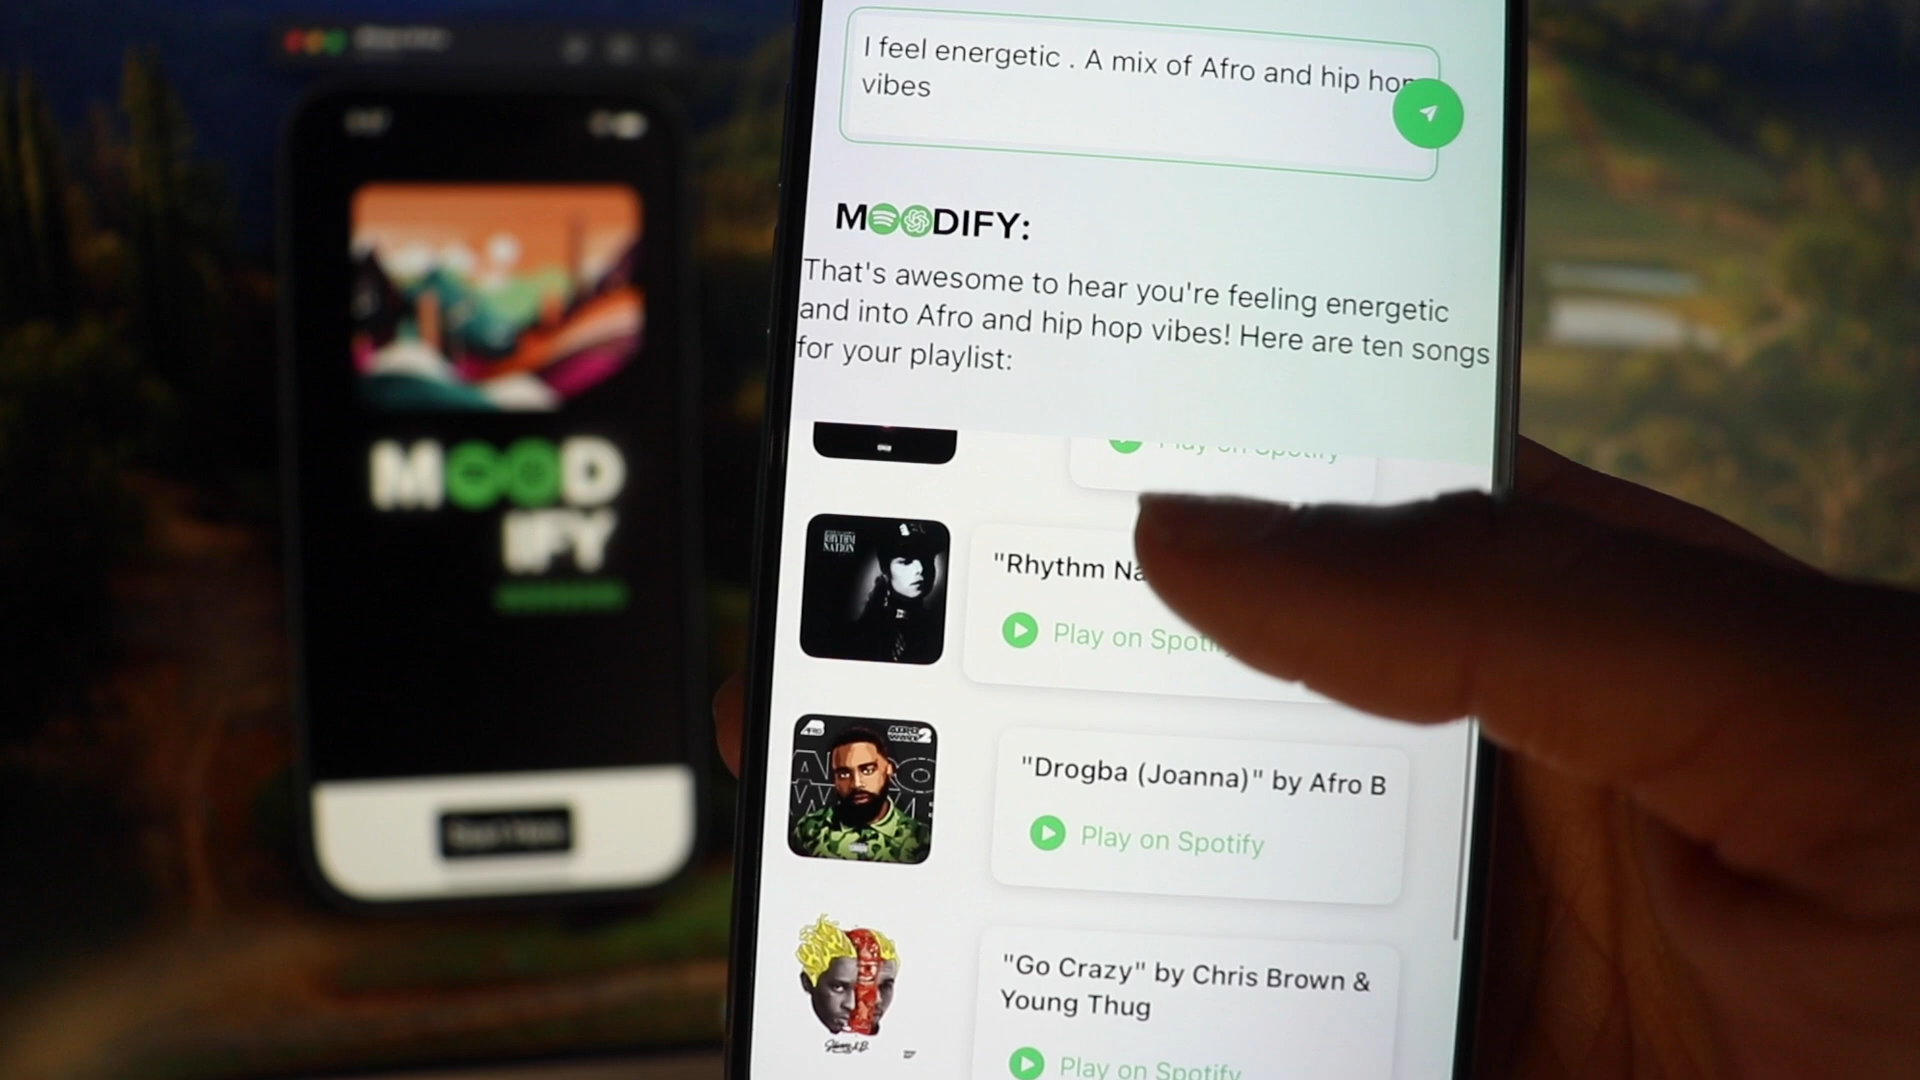 I feel energetic . A mix of Afro and hip hop
vibes
MOODIFY:
That's awesome to hear you're feeling energetic
and into Afro and hip hop vibes! Here are ten songs
for your playlist:
Play on Spotify
RHYTHM
NATION
"Rhythm Na
Play on Spotify
"Drogba (Joanna)" by Afro B
Play on Spotify
"Go Crazy" by Chris Brown &
Young Thug
Play on Spotify
MOOD
IFY